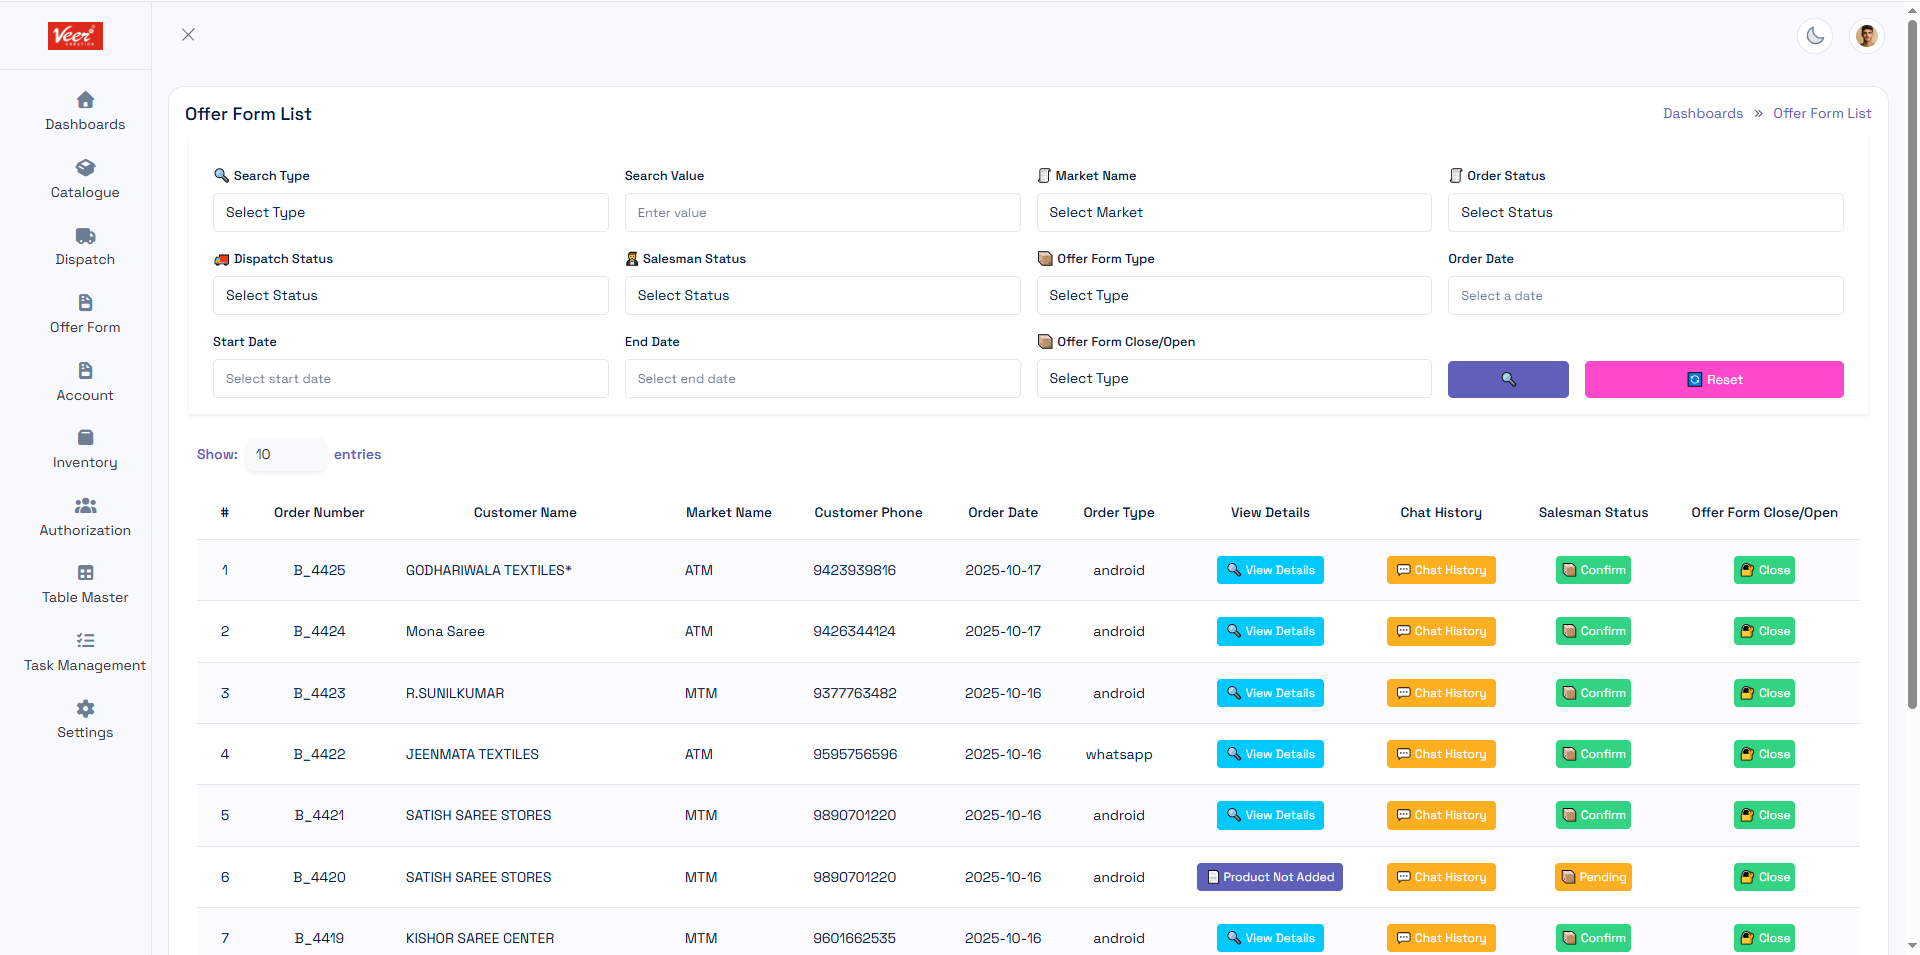 Veer
CREATION
Dashboards
Catalogue
Dispatch
Offer Form
Account
Inventory
Authorization
Table Master
Task Management
Settings
Offer Form List
Dashboards » Offer Form List
Search Type Search Value Market Name Order Status
Select Type Enter value Select Market Select Status
Dispatch Status Salesman Status Offer Form Type Order Date
Select Status Select Status Select Type Select a date
Start Date End Date Offer Form Close/Open
Select start date Select end date Select Type Reset
Show: 10 entries
# Order Number Customer Name Market Name Customer Phone Order Date Order Type View Details Chat History Salesman Status Offer Form Close/Open
1 B_4425 GODHARIWALA TEXTILES* ATM 9423939816 2025-10-17 android View Details Chat History Confirm Close
2 B_4424 Mona Saree ATM 9426344124 2025-10-17 android View Details Chat History Confirm Close
3 B_4423 R.SUNILKUMAR MTM 9377763482 2025-10-16 android View Details Chat History Confirm Close
4 B_4422 JEENMATA TEXTILES ATM 9595756596 2025-10-16 whatsapp View Details Chat History Confirm Close
5 B_4421 SATISH SAREE STORES MTM 9890701220 2025-10-16 android View Details Chat History Confirm Close
6 B_4420 SATISH SAREE STORES MTM 9890701220 2025-10-16 android Product Not Added Chat History Pending Close
7 B_4419 KISHOR SAREE CENTER MTM 9601662535 2025-10-16 android View Details Chat History Confirm Close